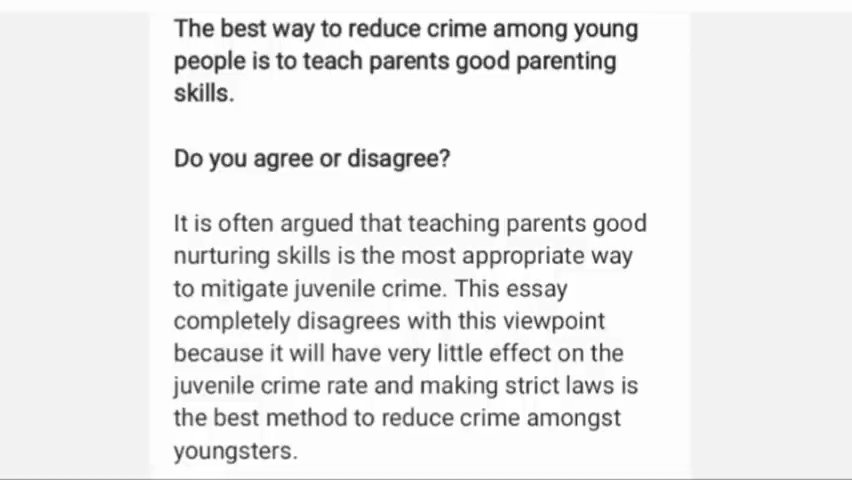 The best way to reduce crime among young
people is to teach parents good parenting
skills.
Do you agree or disagree?
It is often argued that teaching parents good
nurturing skills is the most appropriate way
to mitigate juvenile crime. This essay
completely disagrees with this viewpoint
because it will have very little effect on the
juvenile crime rate and making strict laws is
the best method to reduce crime amongst
youngsters.